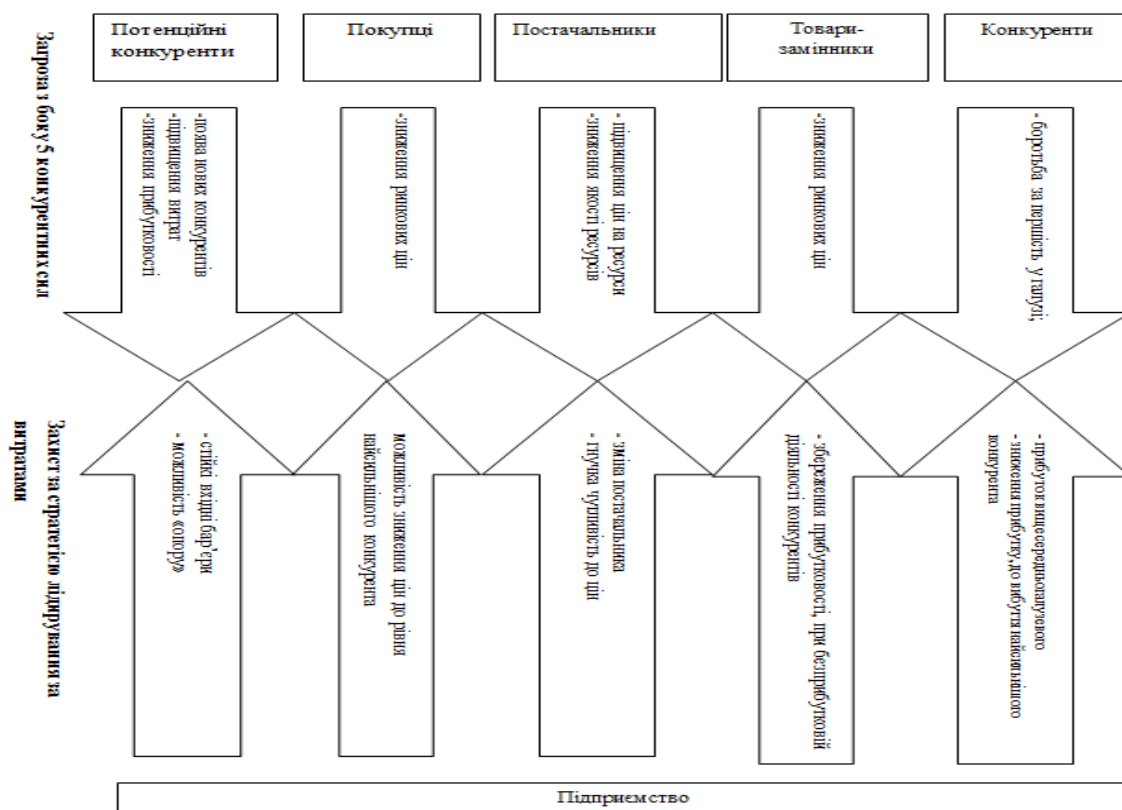 Потенційні
конкуренти
Покупці
Постачальники
Товари-
замінники
Конкуренти
Загроза з боку 5 конкурентних сил
-поява нових конкурентів
-підвищення витрат
-зниження прибутковості
-зниження ринкових цін
- підвищення цін на ресурси
-зниження якості ресурсів
-зниження ринкових цін
- боротьба за першість у галузі;
Захист за стратегією лідирування за
витратами
- стійкі вхідні бар'єри
- можливість «опору»
можливість зниження цін до рівня
найсильнішого конкурента
- зміна постачальника
- гнучка чутливість до цін
- збереження прибутковості, при безприбутковій
діяльності конкурентів
- прибуток вище середньогалузевого
- зниження прибутку, до вибуття найсильнішого
конкурента
Підприємство